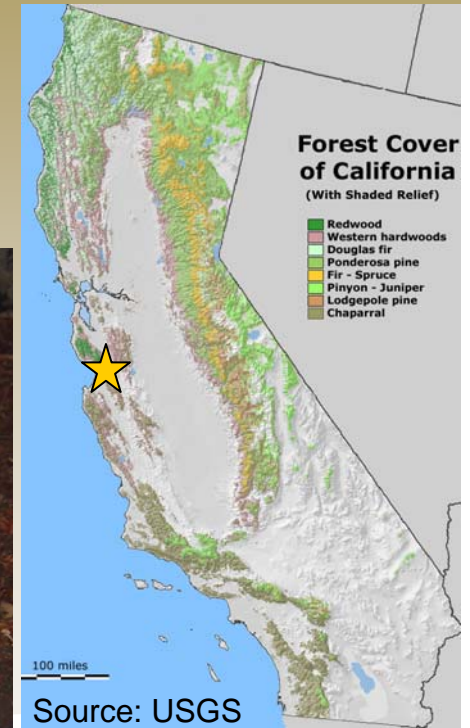 Forest Cover
of California
(With Shaded Relief)
Redwood
Western hardwoods
Douglas fir
Ponderosa pine
Fir - Spruce
Pinyon - Juniper
Lodgepole pine
Chaparral
100 miles
Source: USGS